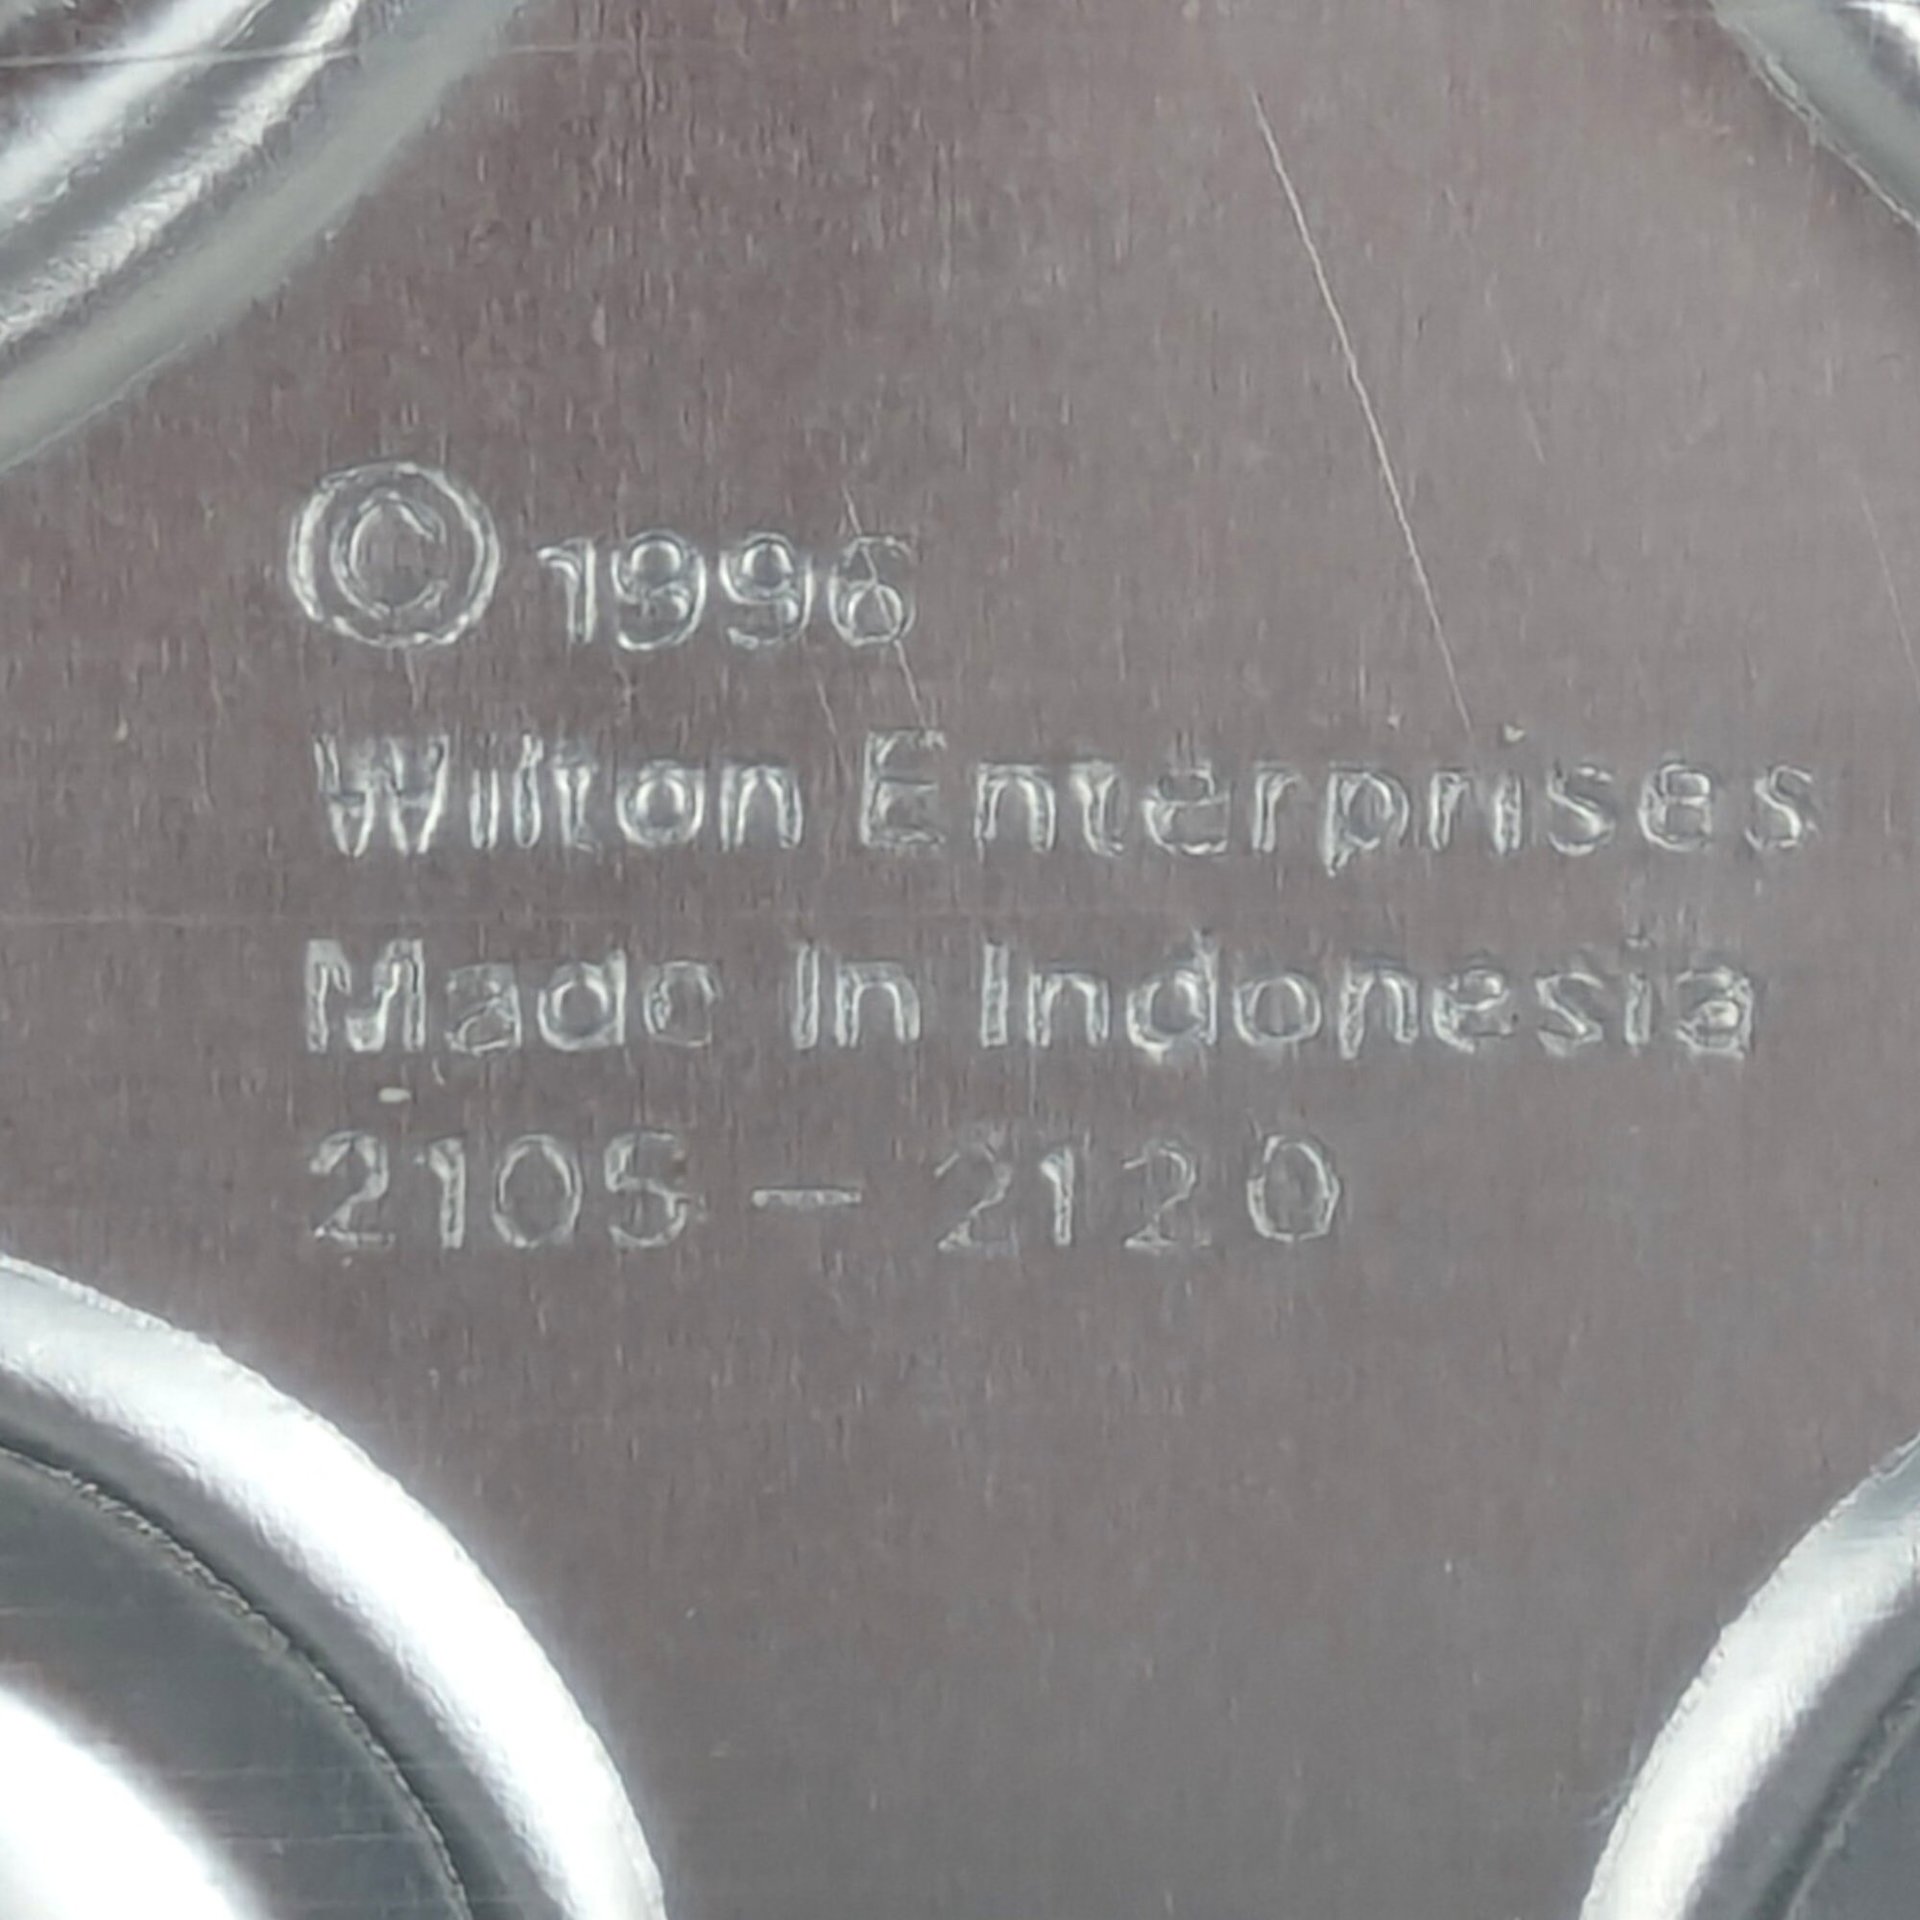 © 1996
Wilton Enterprises
Made In Indonesia
2105 - 2120